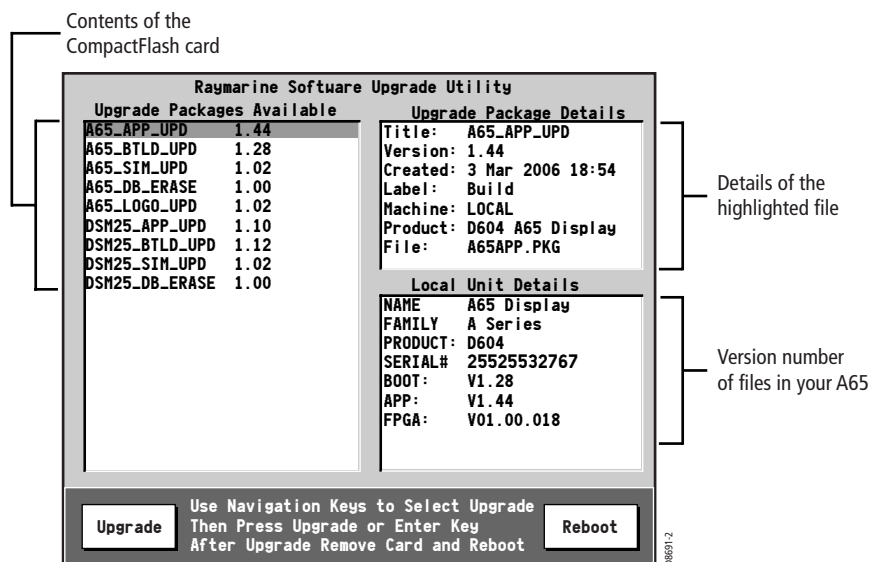 Contents of the
CompactFlash card
Raymarine Software Upgrade Utility
Upgrade Packages Available
A65_APP_UPD 1.44
A65_BTLD_UPD 1.28
A65_SIM_UPD 1.02
A65_DB_ERASE 1.00
A65_LOGO_UPD 1.02
DSM25_APP_UPD 1.10
DSM25_BTLD_UPD 1.12
DSM25_SIM_UPD 1.02
DSM25_DB_ERASE 1.00
Upgrade Package Details
Title: A65_APP_UPD
Version: 1.44
Created: 3 Mar 2006 18:54
Label: Build
Machine: LOCAL
Product: D604 A65 Display
File: A65APP.PKG
Details of the
highlighted file
Local Unit Details
NAME A65 Display
FAMILY A Series
PRODUCT: D604
SERIAL# 25525532767
BOOT: V1.28
APP: V1.44
FPGA: V01.00.018
Version number
of files in your A65
Upgrade
Use Navigation Keys to Select Upgrade
Then Press Upgrade or Enter Key
After Upgrade Remove Card and Reboot
Reboot